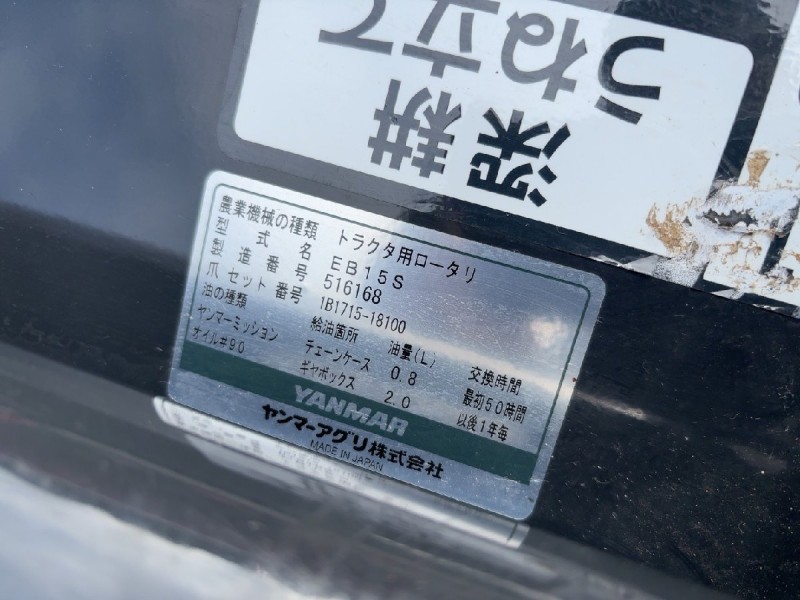 うね立て
深耕
農業機械の種類 トラクタ用ロータリ
型式名 EB15S
製造番号 516168
爪セット番号 1B1715-18100
油の種類 給油箇所 油量(L) 交換時間
ヤンマーミッション チェーンケース 0.8 最初50時間
オイル#90 ギヤボックス 2.0 以後1年毎
YANMAR
ヤンマーアグリ株式会社
MADE IN JAPAN